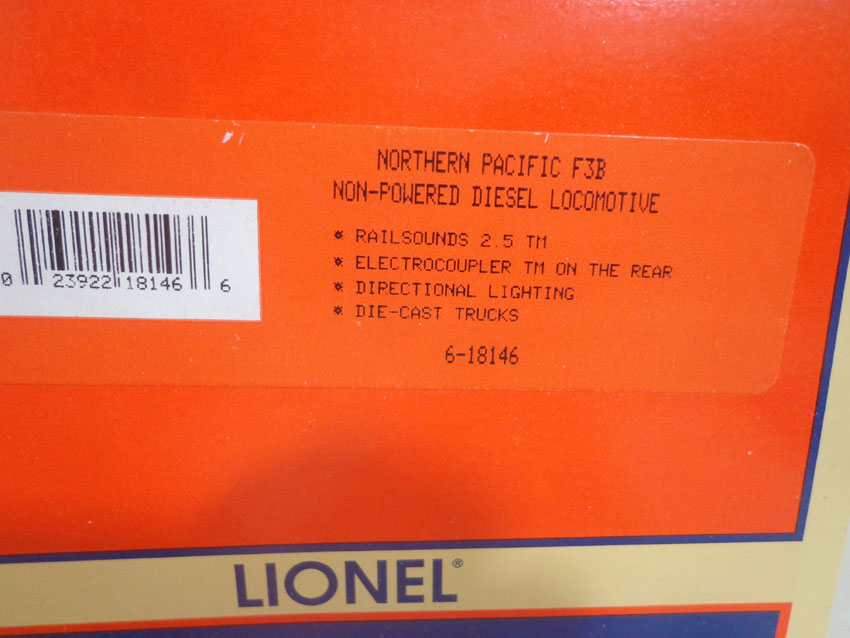 NORTHERN PACIFIC F3B
NON-POWERED DIESEL LOCOMOTIVE
* RAILSOUNDS 2.5 TM
* ELECTROCOUPLER TM ON THE REAR
* DIRECTIONAL LIGHTING
* DIE-CAST TRUCKS
6-18146
0 23922 18146 6
LIONEL®